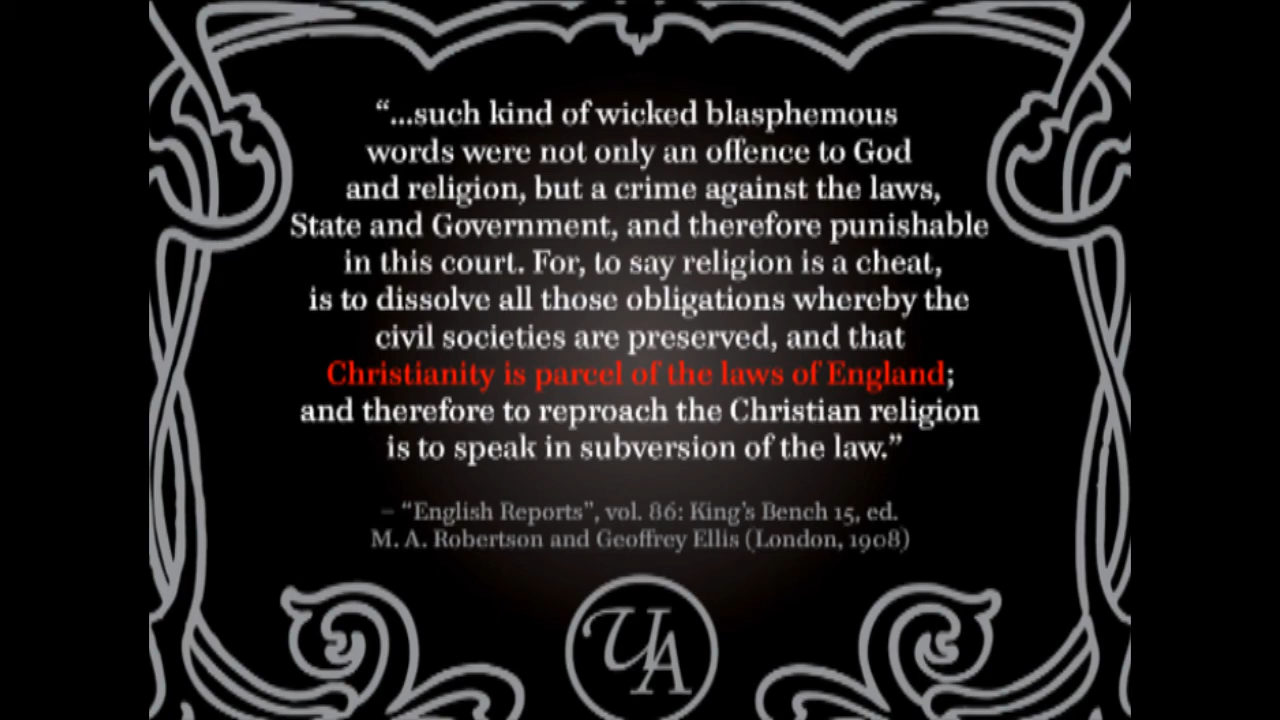 “...such kind of wicked blasphemous
words were not only an offence to God
and religion, but a crime against the laws,
State and Government, and therefore punishable
in this court. For, to say religion is a cheat,
is to dissolve all those obligations whereby the
civil societies are preserved, and that
Christianity is parcel of the laws of England;
and therefore to reproach the Christian religion
is to speak in subversion of the law.”
– “English Reports”, vol. 86: King’s Bench 15, ed.
M. A. Robertson and Geoffrey Ellis (London, 1908)
UA